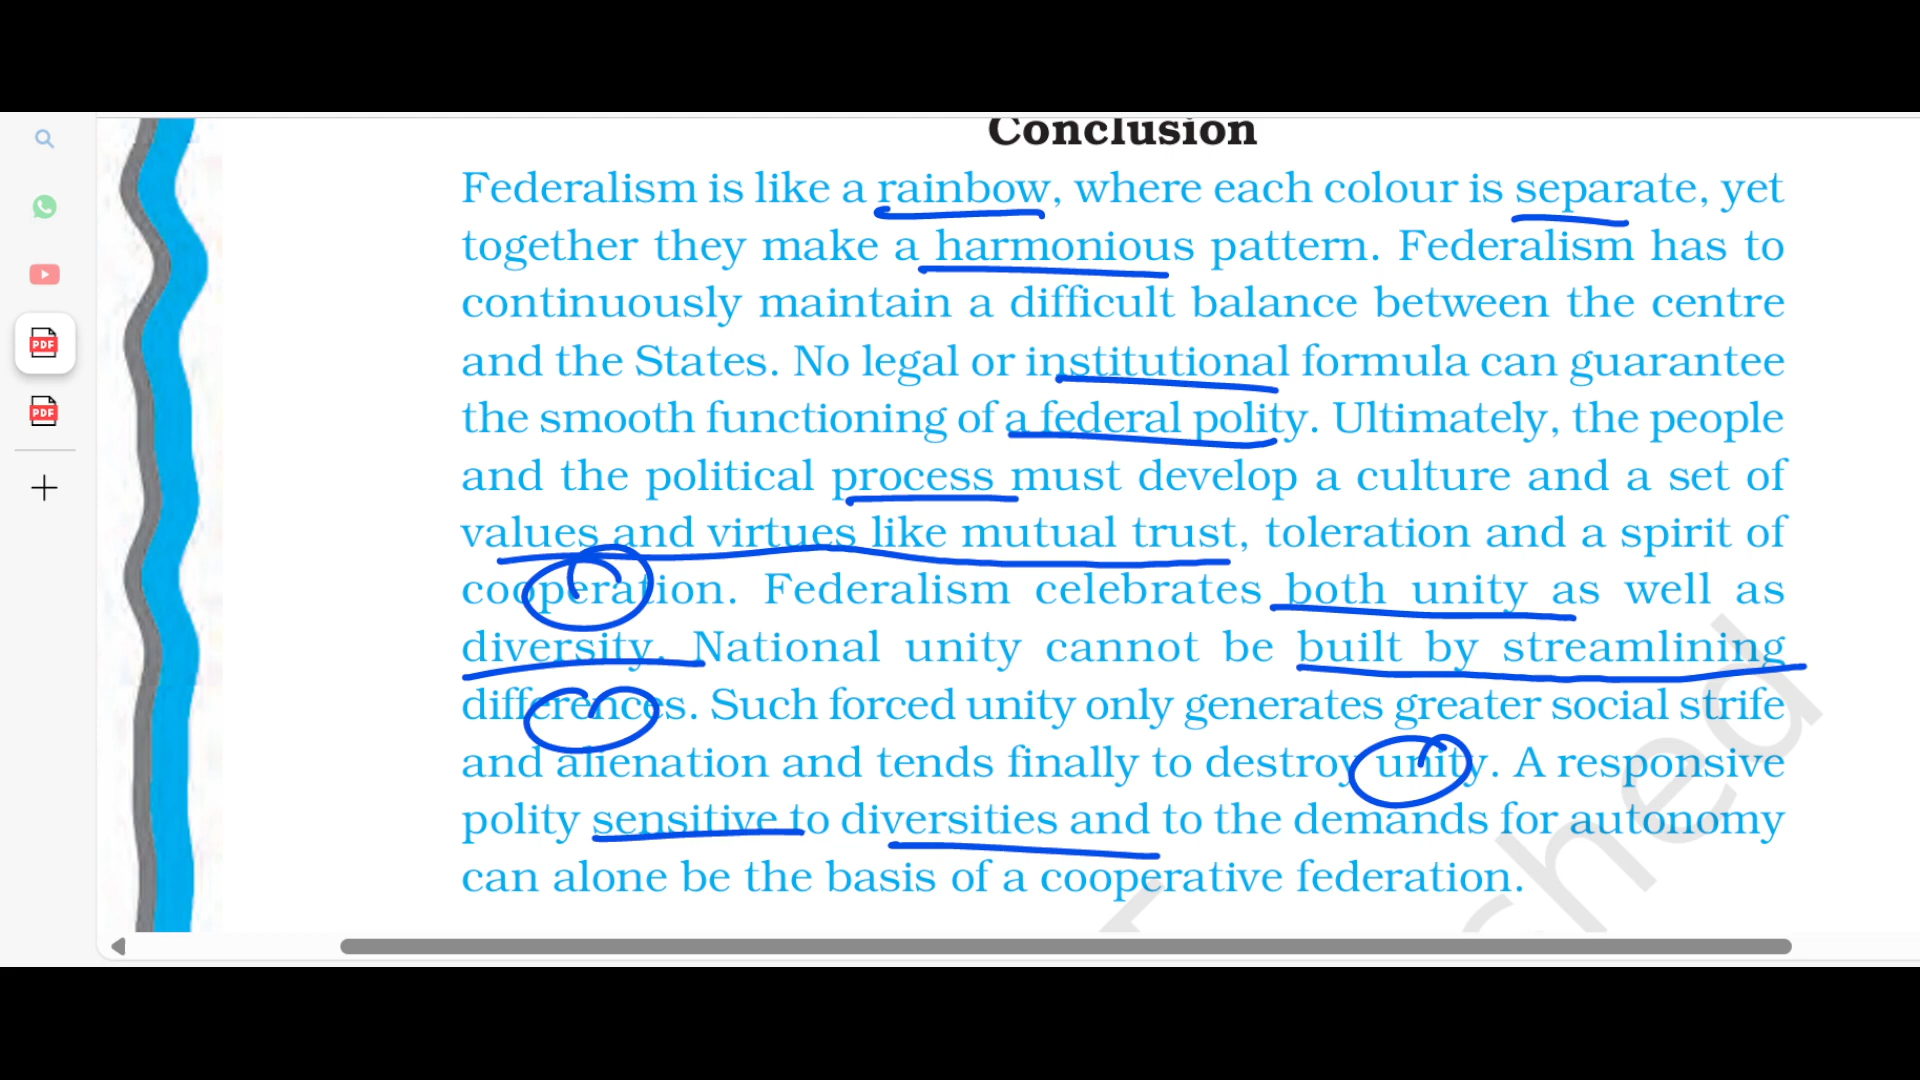 Conclusion
Federalism is like a rainbow, where each colour is separate, yet
together they make a harmonious pattern. Federalism has to
continuously maintain a difficult balance between the centre
and the States. No legal or institutional formula can guarantee
the smooth functioning of a federal polity. Ultimately, the people
and the political process must develop a culture and a set of
values and virtues like mutual trust, toleration and a spirit of
cooperation. Federalism celebrates both unity as well as
diversity. National unity cannot be built by streamlining
differences. Such forced unity only generates greater social strife
and alienation and tends finally to destroy unity. A responsive
polity sensitive to diversities and to the demands for autonomy
can alone be the basis of a cooperative federation.
PDF
PDF